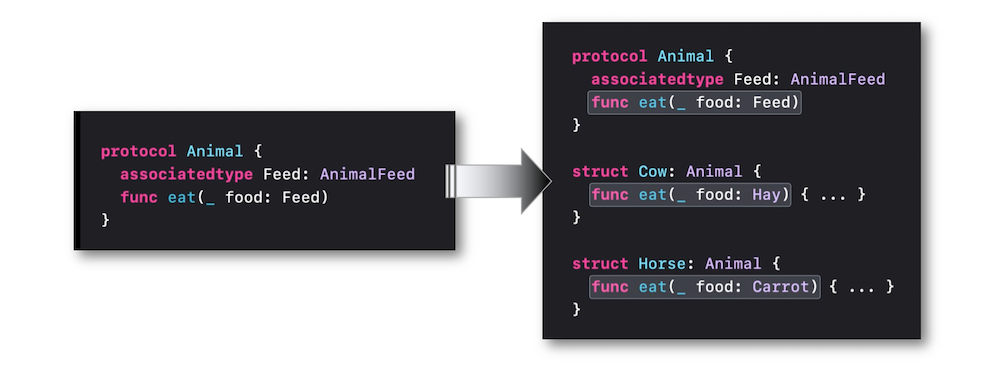 protocol Animal {
associatedtype Feed: AnimalFeed
func eat(_ food: Feed)
}
protocol Animal {
associatedtype Feed: AnimalFeed
func eat(_ food: Feed)
}
struct Cow: Animal {
func eat(_ food: Hay) { ... }
}
struct Horse: Animal {
func eat(_ food: Carrot) { ... }
}